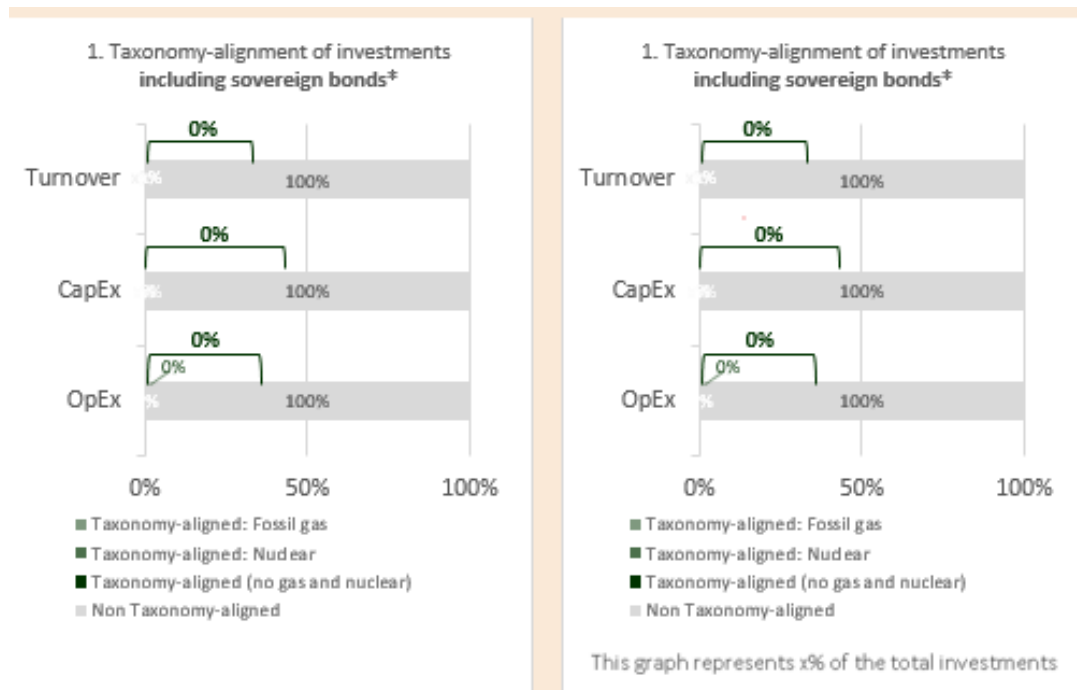 1. Taxonomy-alignment of investments
including sovereign bonds*
0%
Turnover
100%
0%
CapEx
100%
0%
0%
OpEx
%
100%
0% 50% 100%
Taxonomy-aligned: Fossil gas
Taxonomy-aligned: Nuclear
Taxonomy-aligned (no gas and nuclear)
Non Taxonomy-aligned
1. Taxonomy-alignment of investments
including sovereign bonds*
0%
Turnover
100%
0%
CapEx
100%
0%
0%
OpEx
%
100%
0% 50% 100%
Taxonomy-aligned: Fossil gas
Taxonomy-aligned: Nuclear
Taxonomy-aligned (no gas and nuclear)
Non Taxonomy-aligned
This graph represents x% of the total investments